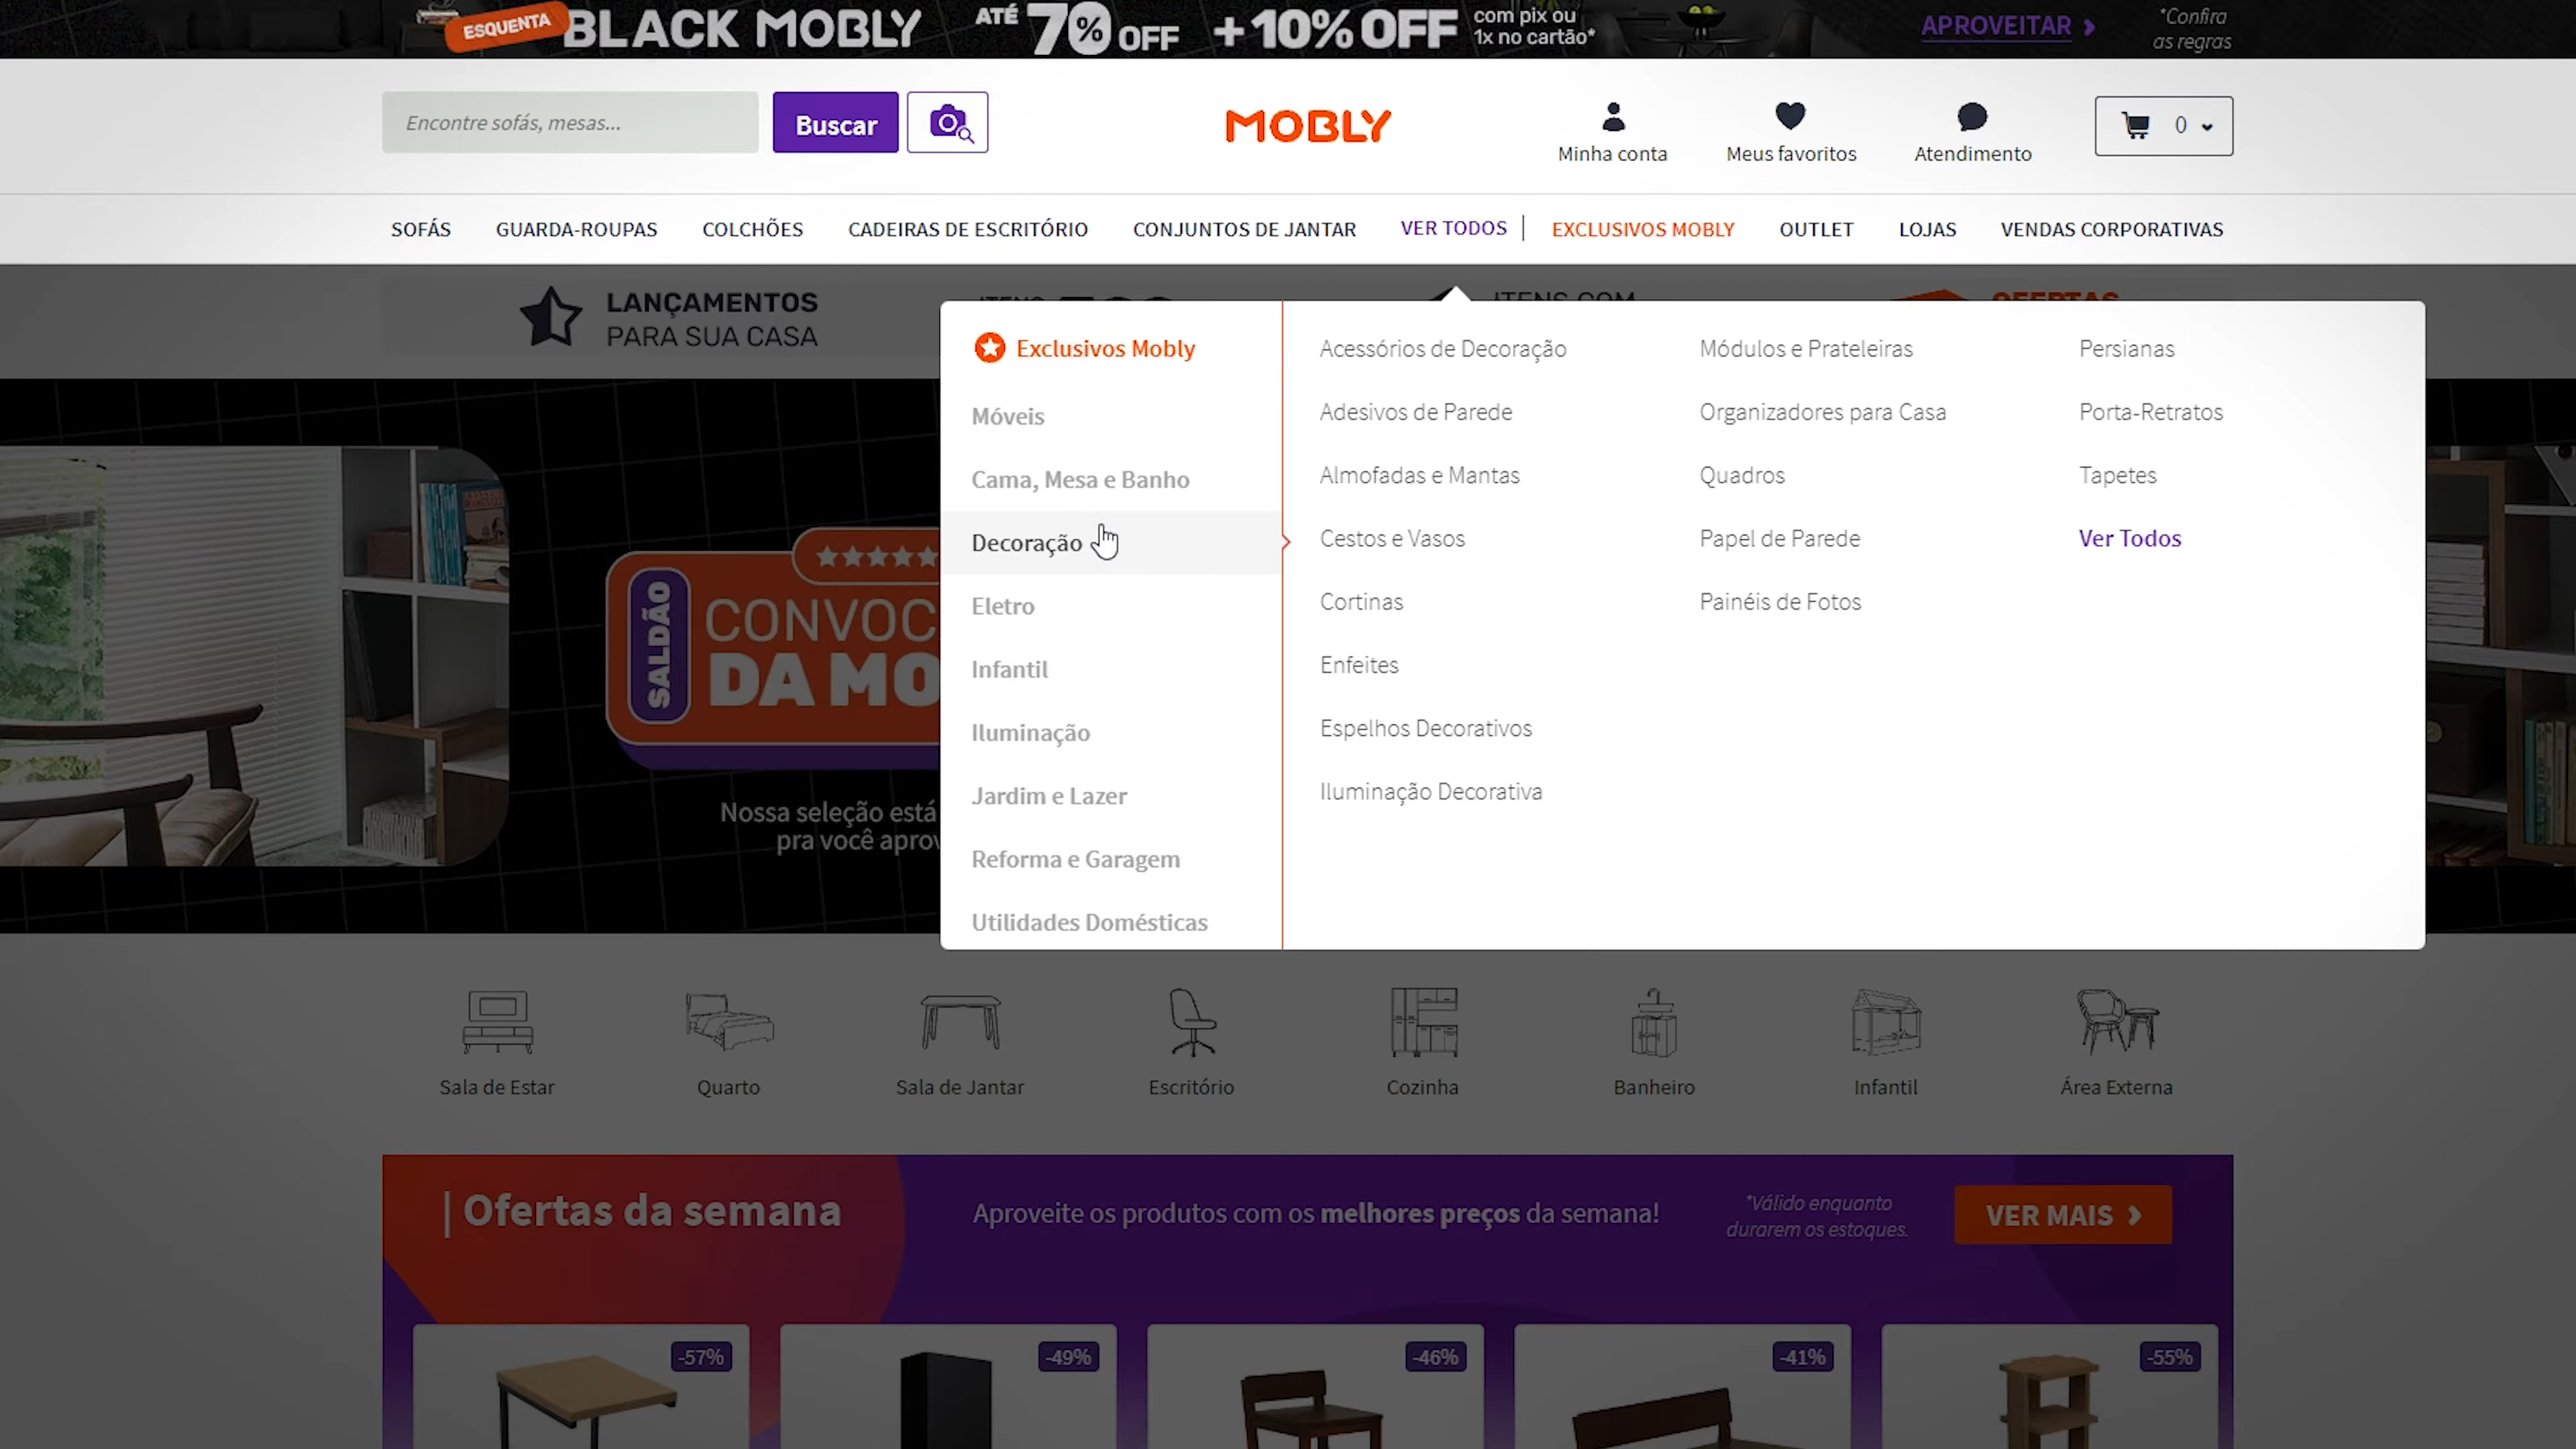 ESQUENTA
BLACK MOBLY
ATÉ 70% OFF
+10% OFF
com pix ou
1x no cartão*
APROVEITAR
*Confira
as regras
Encontre sofás, mesas...
Buscar
MOBLY
Minha conta
Meus favoritos
Atendimento
0
SOFÁS
GUARDA-ROUPAS
COLCHÕES
CADEIRAS DE ESCRITÓRIO
CONJUNTOS DE JANTAR
VER TODOS
EXCLUSIVOS MOBLY
OUTLET
LOJAS
VENDAS CORPORATIVAS
LANÇAMENTOS
PARA SUA CASA
ITENS COM
OFERTAS
Exclusivos Mobly
Móveis
Cama, Mesa e Banho
Decoração
Eletro
Infantil
Iluminação
Jardim e Lazer
Reforma e Garagem
Utilidades Domésticas
Acessórios de Decoração
Adesivos de Parede
Almofadas e Mantas
Cestos e Vasos
Cortinas
Enfeites
Espelhos Decorativos
Iluminação Decorativa
Módulos e Prateleiras
Organizadores para Casa
Quadros
Papel de Parede
Painéis de Fotos
Persianas
Porta-Retratos
Tapetes
Ver Todos
SALDÃO
CONVOC
DA MO
Nossa seleção está
pra você aprov
Sala de Estar
Quarto
Sala de Jantar
Escritório
Cozinha
Banheiro
Infantil
Área Externa
| Ofertas da semana
Aproveite os produtos com os melhores preços da semana!
*Válido enquanto
durarem os estoques.
VER MAIS
-57%
-49%
-46%
-41%
-55%